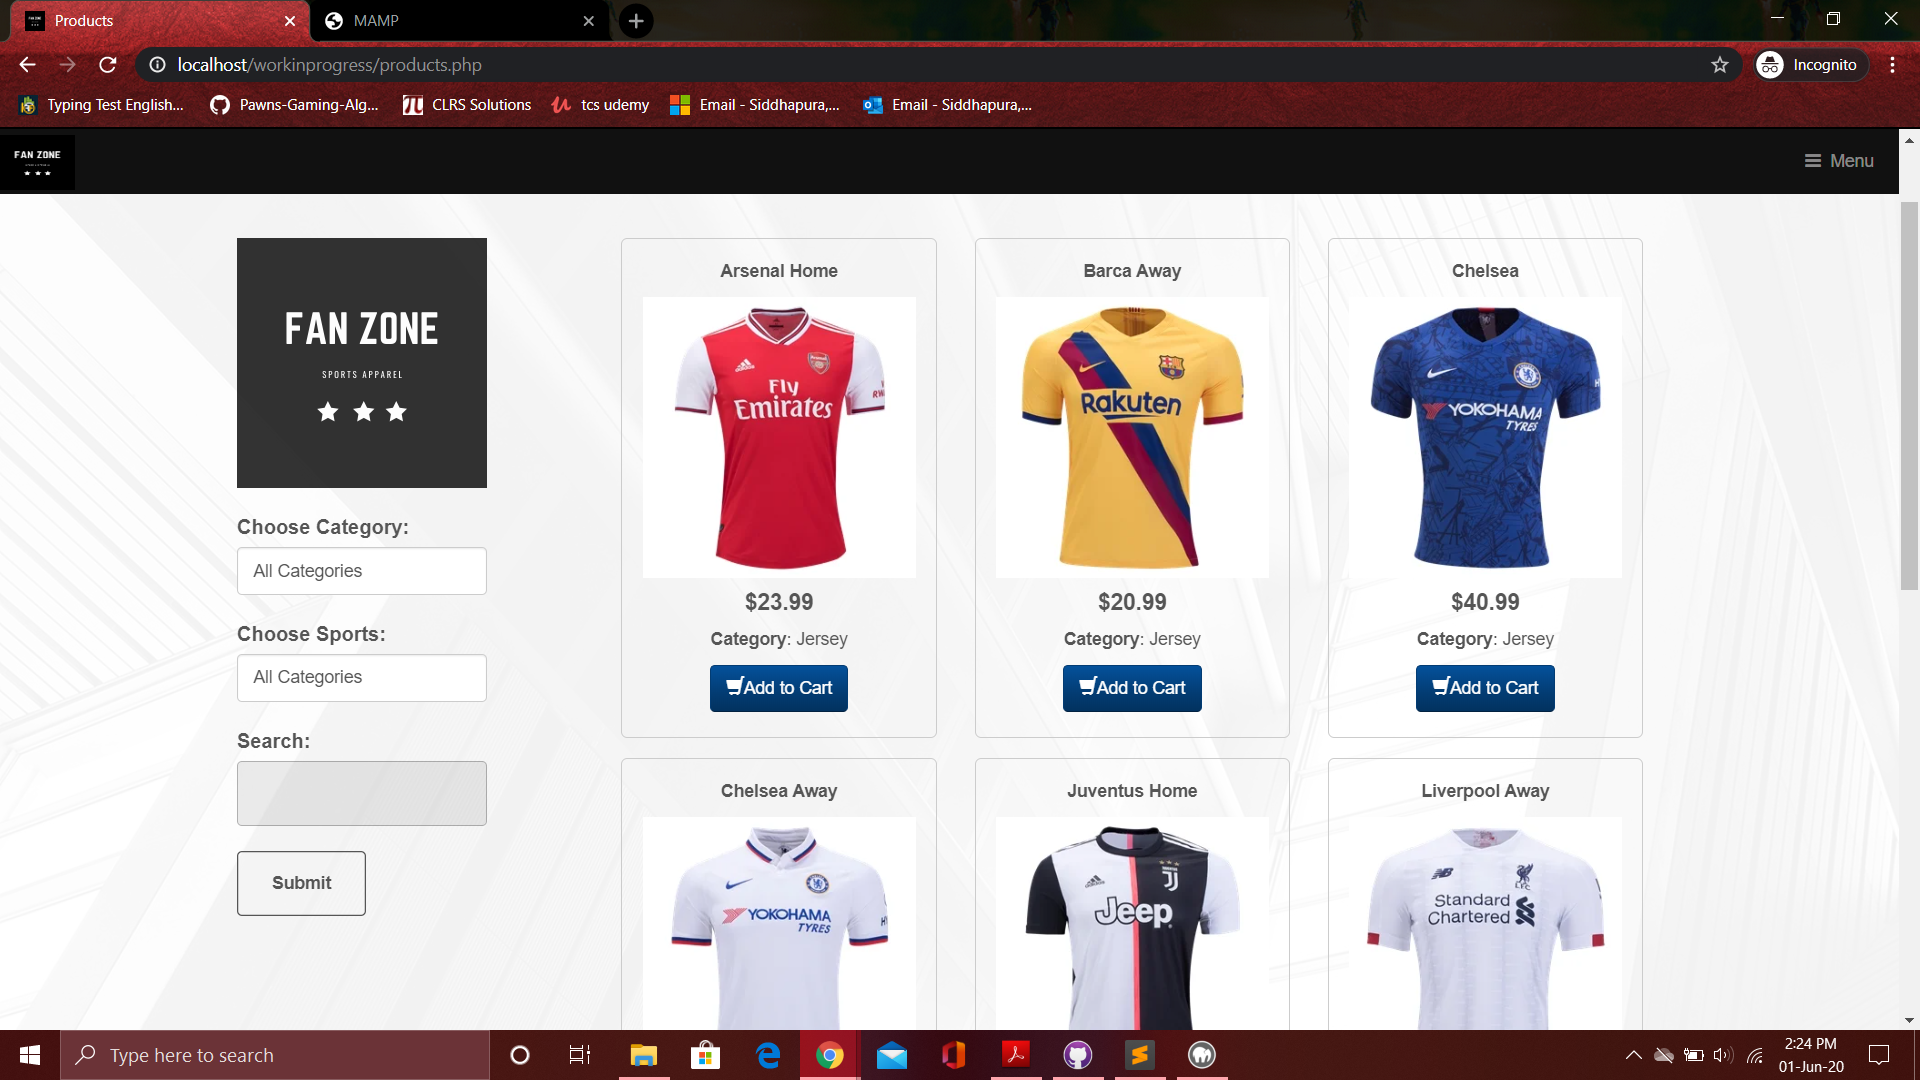 Products
MAMP
localhost/workinprogress/products.php
Incognito
Typing Test English...
Pawns-Gaming-Alg...
CLRS Solutions
tcs udemy
Email - Siddhapura,...
Email - Siddhapura,...
FAN ZONE
Menu
FAN ZONE
SPORTS APPAREL
Choose Category:
All Categories
Choose Sports:
All Categories
Search:
Submit
Arsenal Home
Fly
Emirates
Arsenal
$23.99
Category: Jersey
Add to Cart
Barca Away
Rakuten
$20.99
Category: Jersey
Add to Cart
Chelsea
YOKOHAMA
TYRES
$40.99
Category: Jersey
Add to Cart
Chelsea Away
YOKOHAMA
TYRES
Juventus Home
Jeep
Liverpool Away
L.F.C.
Standard
Chartered
Type here to search
2:24 PM
01-Jun-20